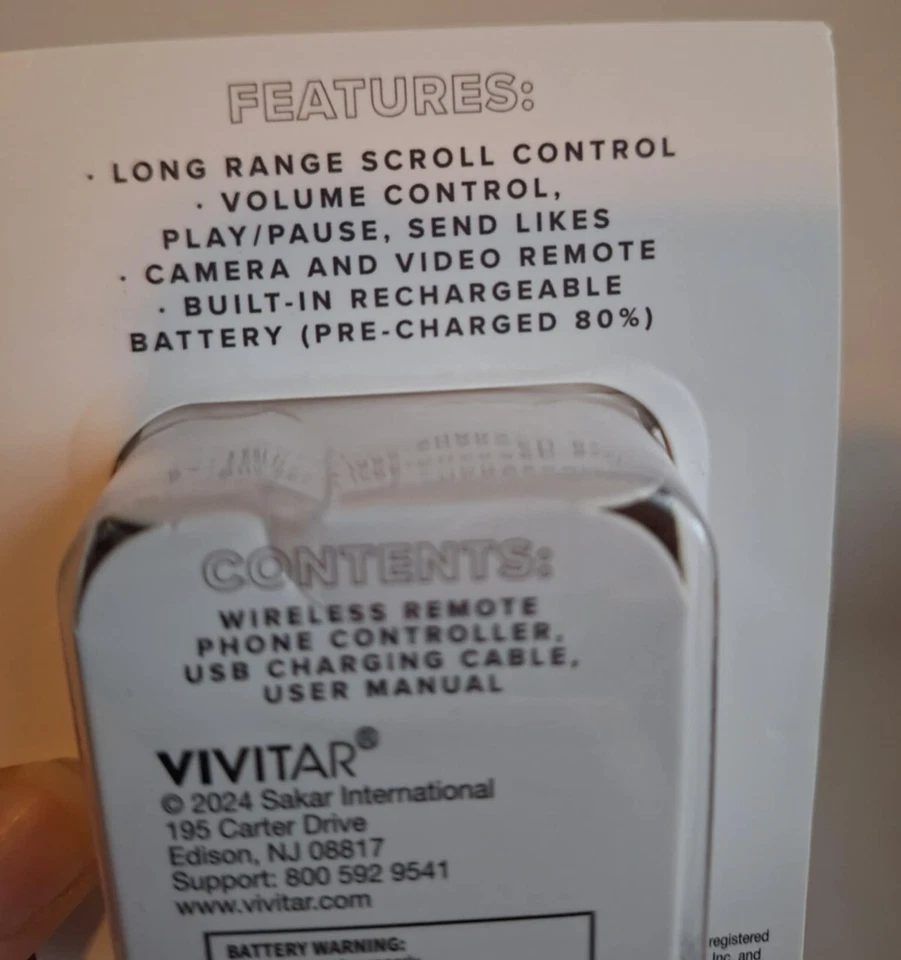 FEATURES:
· LONG RANGE SCROLL CONTROL
· VOLUME CONTROL,
PLAY/PAUSE, SEND LIKES
· CAMERA AND VIDEO REMOTE
· BUILT-IN RECHARGEABLE
BATTERY (PRE-CHARGED 80%)
CONTENTS:
WIRELESS REMOTE
PHONE CONTROLLER,
USB CHARGING CABLE,
USER MANUAL
VIVITAR®
© 2024 Sakar International
195 Carter Drive
Edison, NJ 08817
Support: 800 592 9541
www.vivitar.com
BATTERY WARNING:
registered
Inc. and